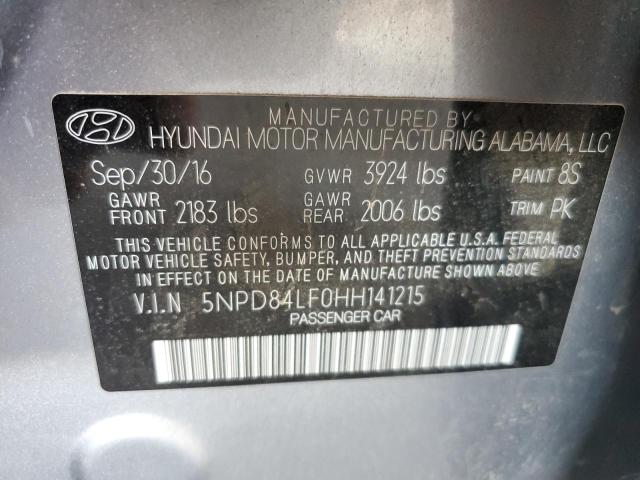 MANUFACTURED BY
HYUNDAI MOTOR MANUFACTURING ALABAMA, LLC
Sep/30/16 GVWR 3924 lbs PAINT 8S
GAWR FRONT 2183 lbs GAWR REAR 2006 lbs TRIM PK
THIS VEHICLE CONFORMS TO ALL APPLICABLE U.S.A. FEDERAL
MOTOR VEHICLE SAFETY, BUMPER, AND THEFT PREVENTION STANDARDS
IN EFFECT ON THE DATE OF MANUFACTURE SHOWN ABOVE.
V.I.N 5NPD84LF0HH141215
PASSENGER CAR